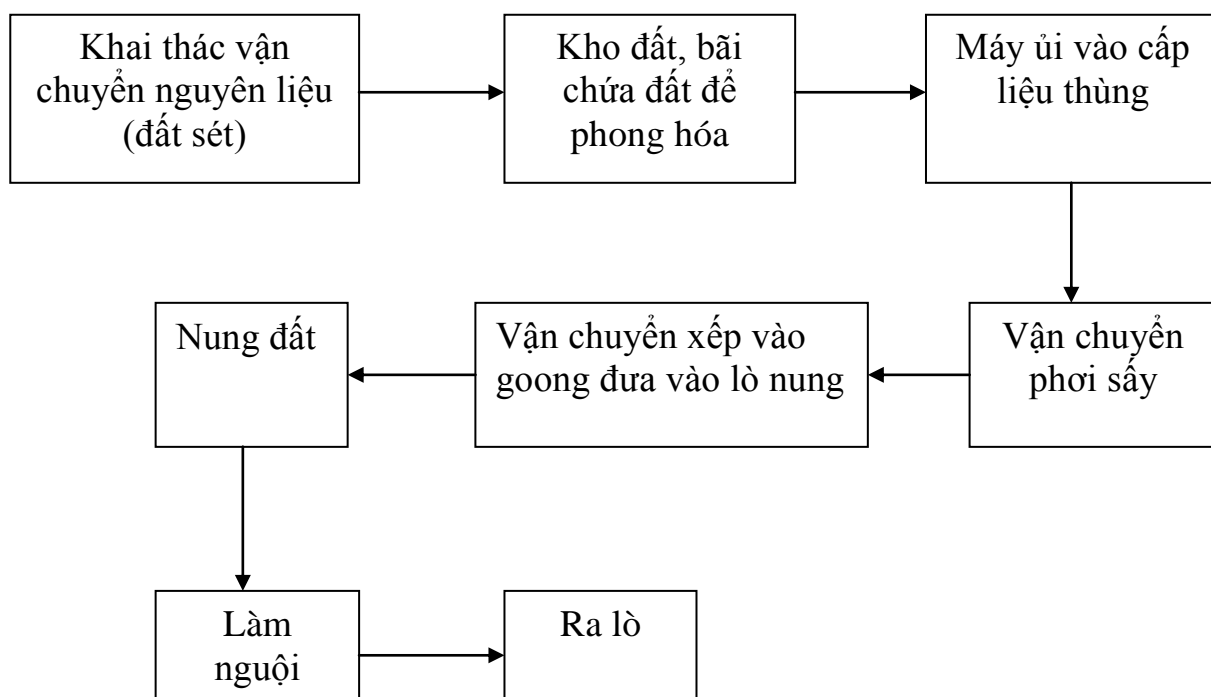 Khai thác vận
chuyển nguyên liệu
(đất sét)
Kho đất, bãi
chứa đất để
phong hóa
Máy ủi vào cấp
liệu thùng
Vận chuyển
phơi sấy
Vận chuyển xếp vào
goong đưa vào lò nung
Nung đất
Làm
nguội
Ra lò